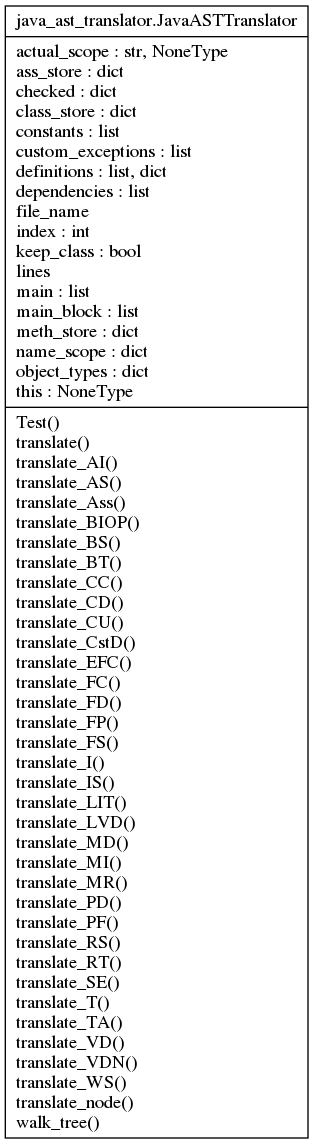 java_ast_translator.JavaASTTranslator
actual_scope : str, NoneType
ass_store : dict
checked : dict
class_store : dict
constants : list
custom_exceptions : list
definitions : list, dict
dependencies : list
file_name
index : int
keep_class : bool
lines
main : list
main_block : list
meth_store : dict
name_scope : dict
object_types : dict
this : NoneType
Test()
translate()
translate_AI()
translate_AS()
translate_Ass()
translate_BIOP()
translate_BS()
translate_BT()
translate_CC()
translate_CD()
translate_CU()
translate_CstD()
translate_EFC()
translate_FC()
translate_FD()
translate_FP()
translate_FS()
translate_I()
translate_IS()
translate_LIT()
translate_LVD()
translate_MD()
translate_MI()
translate_MR()
translate_PD()
translate_PF()
translate_RS()
translate_RT()
translate_SE()
translate_T()
translate_TA()
translate_VD()
translate_VDN()
translate_WS()
translate_node()
walk_tree()